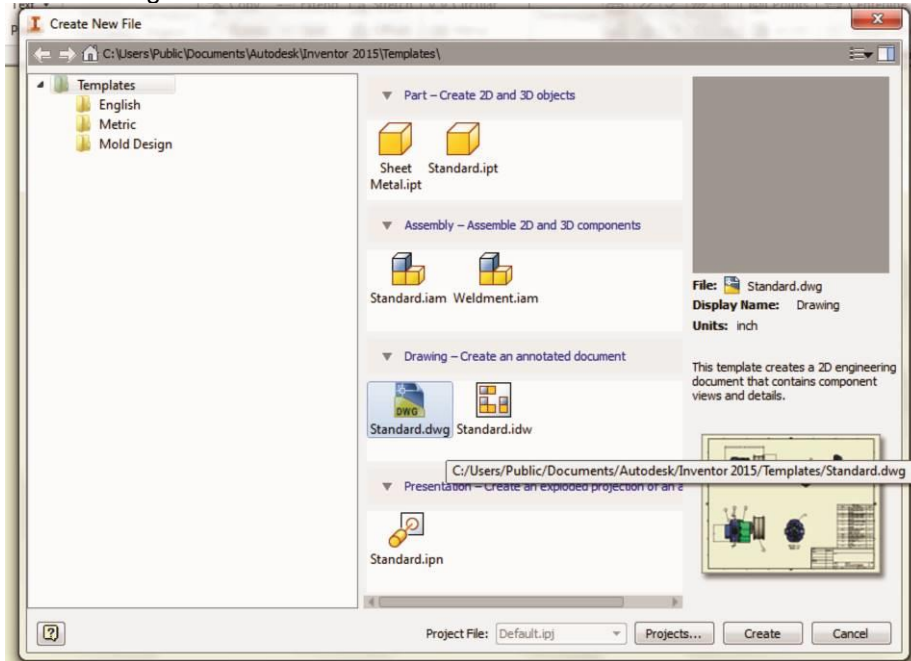 Create New File
C:\Users\Public\Documents\Autodesk\Inventor 2015\Templates\
Templates
English
Metric
Mold Design
Part – Create 2D and 3D objects
Sheet Metal.ipt
Standard.ipt
Assembly – Assemble 2D and 3D components
Standard.iam
Weldment.iam
Drawing – Create an annotated document
DWG
Standard.dwg
Standard.idw
C:/Users/Public/Documents/Autodesk/Inventor 2015/Templates/Standard.dwg
Presentation – Create an exploded projection of an a
Standard.ipn
File: Standard.dwg
Display Name: Drawing
Units: inch
This template creates a 2D engineering
document that contains component
views and details.
Project File: Default.ipj
Projects...
Create
Cancel